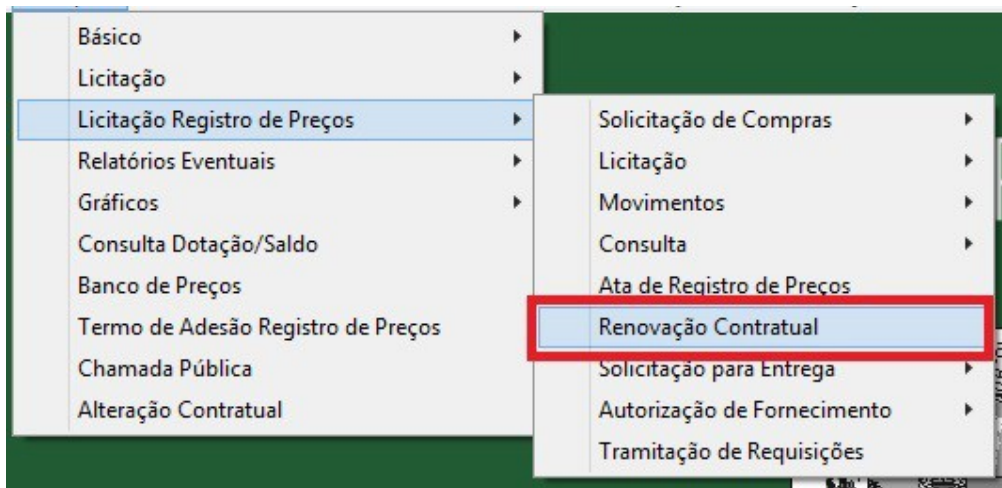 Básico
Licitação
Licitação Registro de Preços
Relatórios Eventuais
Gráficos
Consulta Dotação/Saldo
Banco de Preços
Termo de Adesão Registro de Preços
Chamada Pública
Alteração Contratual
Solicitação de Compras
Licitação
Movimentos
Consulta
Ata de Registro de Preços
Renovação Contratual
Solicitação para Entrega
Autorização de Fornecimento
Tramitação de Requisições